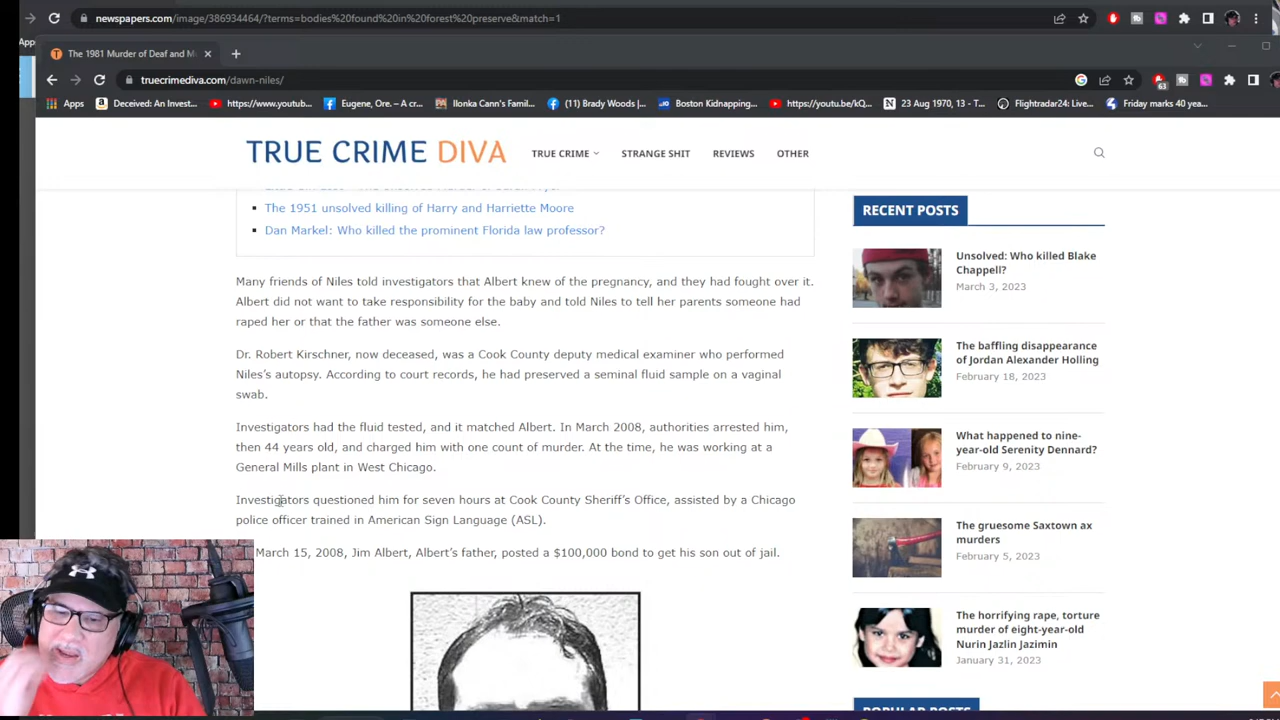 newspapers.com/image/386934464/?terms=bodies%20found%20in%20forest%20preserve&match=1
The 1981 Murder of Deaf and M
truecrimediva.com/dawn-niles/
63
Apps
Deceived: An Invest...
https://www.youtub...
Eugene, Ore. – A cr...
Ilonka Cann's Famil...
(11) Brady Woods |...
Boston Kidnapping...
https://youtu.be/kQ...
23 Aug 1970, 13 - T...
Flightradar24: Live...
Friday marks 40 yea...
TRUE CRIME DIVA
TRUE CRIME
STRANGE SHIT
REVIEWS
OTHER
The 1951 unsolved killing of Harry and Harriette Moore
Dan Markel: Who killed the prominent Florida law professor?
Many friends of Niles told investigators that Albert knew of the pregnancy, and they had fought over it.
Albert did not want to take responsibility for the baby and told Niles to tell her parents someone had
raped her or that the father was someone else.
Dr. Robert Kirschner, now deceased, was a Cook County deputy medical examiner who performed
Niles's autopsy. According to court records, he had preserved a seminal fluid sample on a vaginal
swab.
Investigators had the fluid tested, and it matched Albert. In March 2008, authorities arrested him,
then 44 years old, and charged him with one count of murder. At the time, he was working at a
General Mills plant in West Chicago.
Investigators questioned him for seven hours at Cook County Sheriff's Office, assisted by a Chicago
police officer trained in American Sign Language (ASL).
March 15, 2008, Jim Albert, Albert's father, posted a $100,000 bond to get his son out of jail.
RECENT POSTS
Unsolved: Who killed Blake
Chappell?
March 3, 2023
The baffling disappearance
of Jordan Alexander Holling
February 18, 2023
What happened to nine-
year-old Serenity Dennard?
February 9, 2023
The gruesome Saxtown ax
murders
February 5, 2023
The horrifying rape, torture
murder of eight-year-old
Nurin Jazlin Jazimin
January 31, 2023
POPULAR POSTS